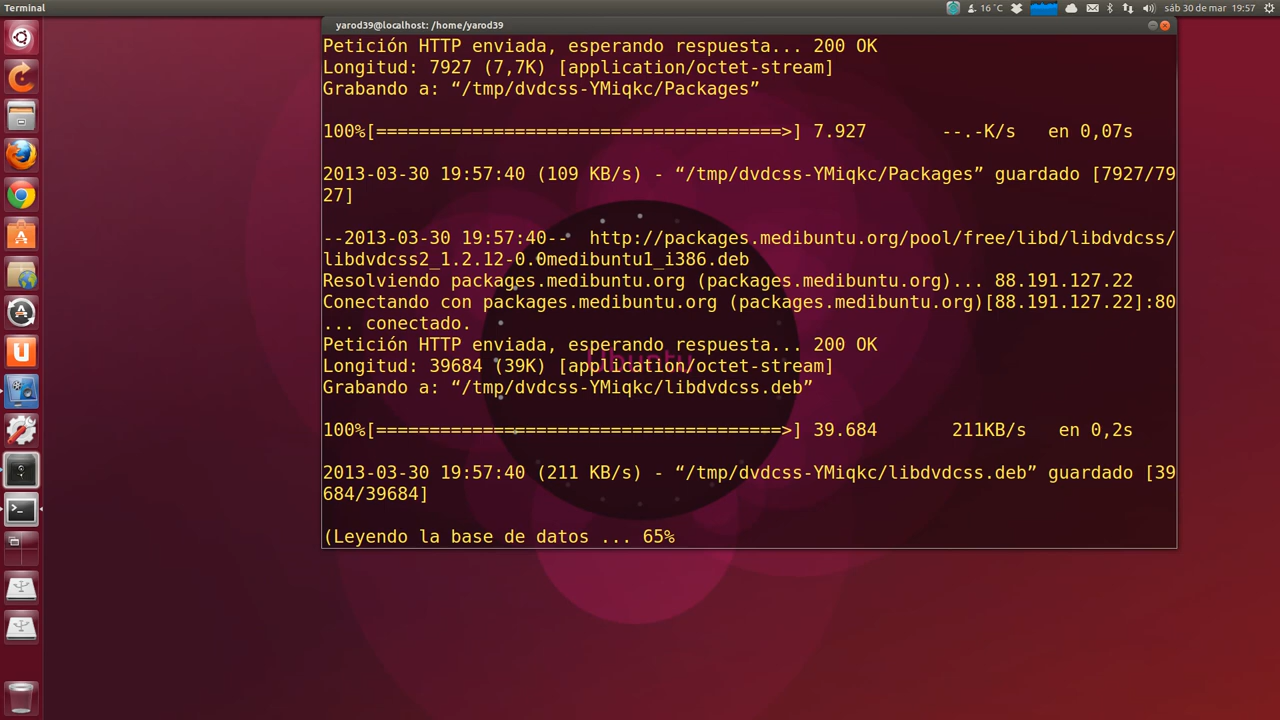 Terminal
16 °C
sáb 30 de mar 19:57
yarod39@localhost: /home/yarod39
Petición HTTP enviada, esperando respuesta... 200 OK
Longitud: 7927 (7,7K) [application/octet-stream]
Grabando a: “/tmp/dvdcss-YMiqkc/Packages”
100%[======================================>] 7.927       --.-K/s   en 0,07s
2013-03-30 19:57:40 (109 KB/s) - “/tmp/dvdcss-YMiqkc/Packages” guardado [7927/79
27]
--2013-03-30 19:57:40--  http://packages.medibuntu.org/pool/free/libd/libdvdcss/
libdvdcss2_1.2.12-0.0medibuntu1_i386.deb
Resolviendo packages.medibuntu.org (packages.medibuntu.org)... 88.191.127.22
Conectando con packages.medibuntu.org (packages.medibuntu.org)[88.191.127.22]:80
... conectado.
Petición HTTP enviada, esperando respuesta... 200 OK
Longitud: 39684 (39K) [application/octet-stream]
Grabando a: “/tmp/dvdcss-YMiqkc/libdvdcss.deb”
100%[======================================>] 39.684       211KB/s   en 0,2s
2013-03-30 19:57:40 (211 KB/s) - “/tmp/dvdcss-YMiqkc/libdvdcss.deb” guardado [39
684/39684]
(Leyendo la base de datos ... 65%
Ubuntu